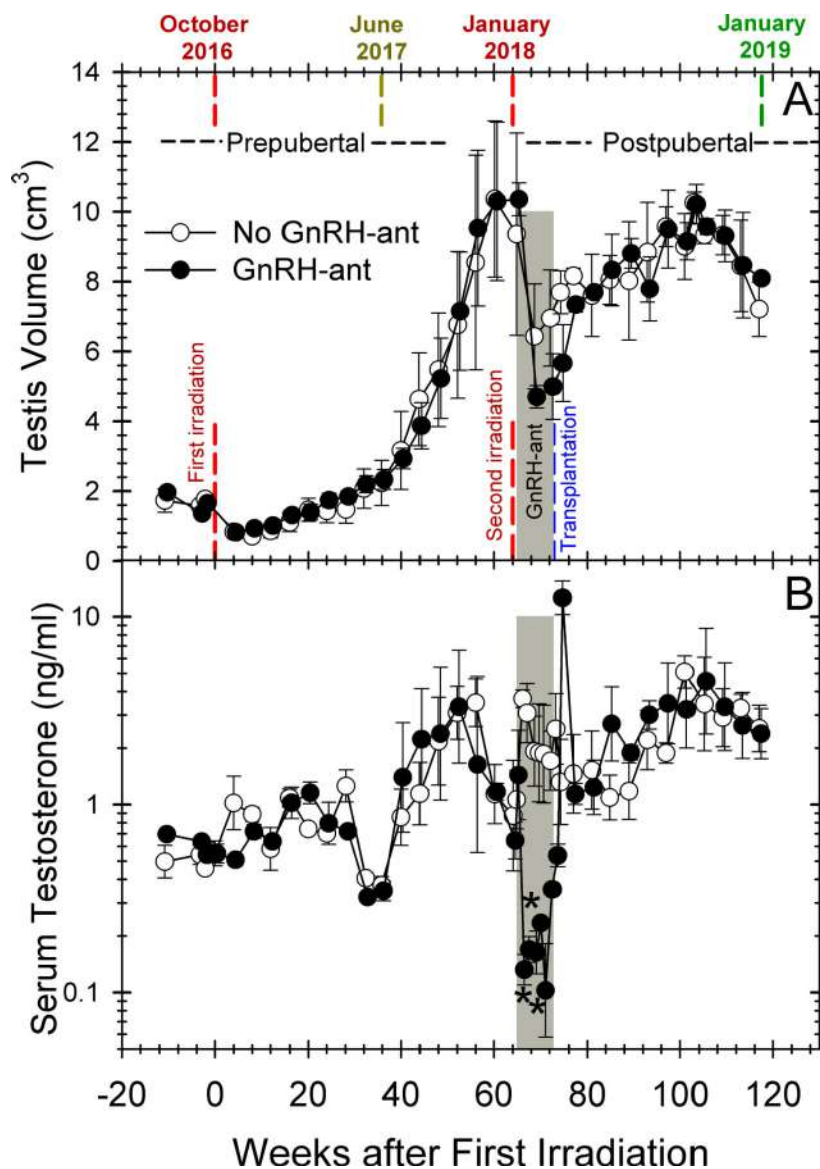 October 2016
June 2017
January 2018
January 2019
14
A
12
Prepubertal
Postpubertal
10
No GnRH-ant
GnRH-ant
8
6
4
2
0
Testis Volume (cm³)
First irradiation
Second irradiation
GnRH-ant
Transplantation
B
10
1
0.1
Serum Testosterone (ng/ml)
*
*
*
-20 0 20 40 60 80 100 120
Weeks after First Irradiation